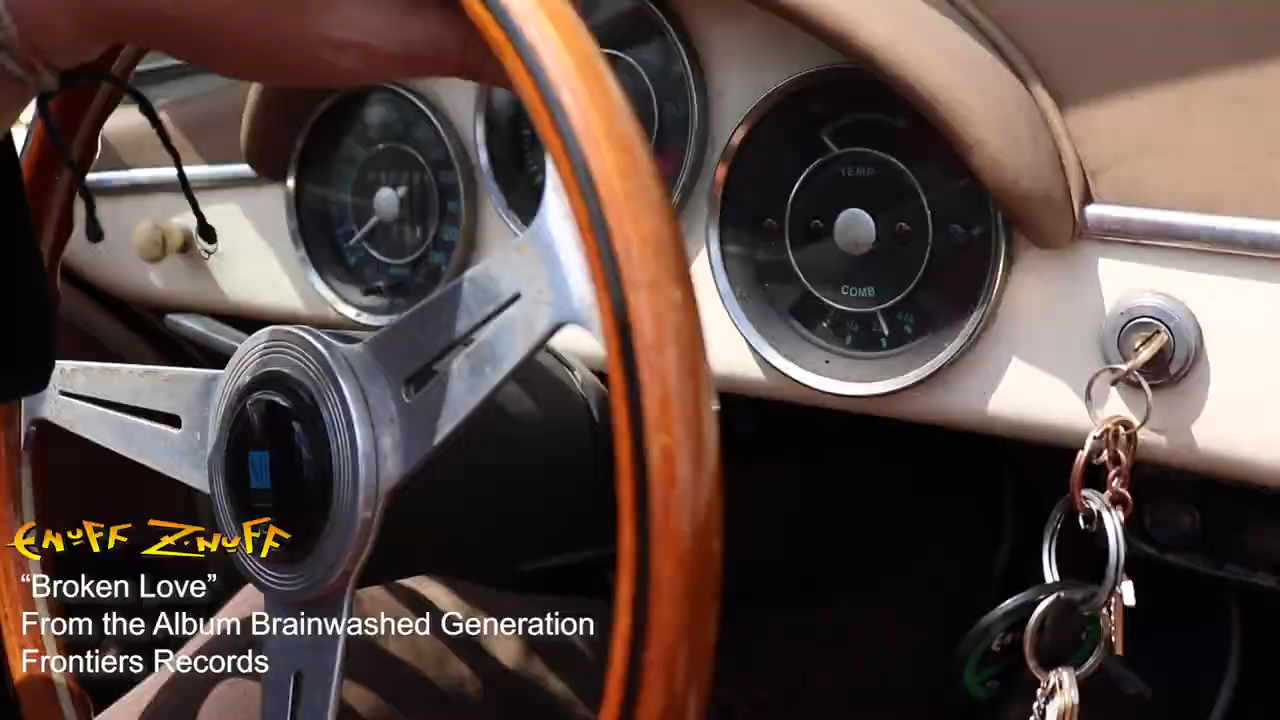 TEMP
COMB
Enuff Z'nuff
“Broken Love”
From the Album Brainwashed Generation
Frontiers Records